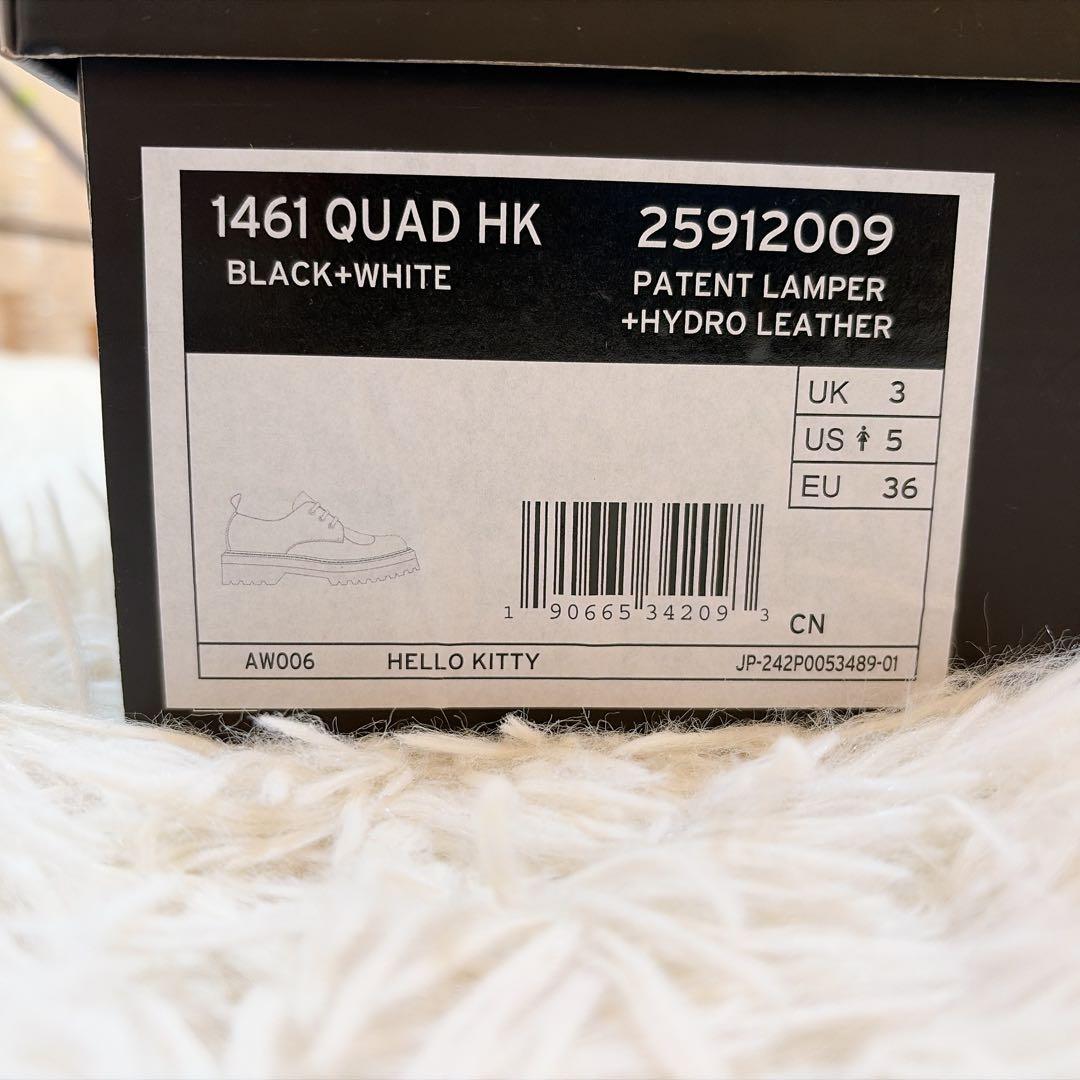 1461 QUAD HK
BLACK+WHITE
25912009
PATENT LAMPER
+HYDRO LEATHER
UK 3
US 5
EU 36
1 90665 34209 3
CN
AW006 HELLO KITTY JP-242P0053489-01